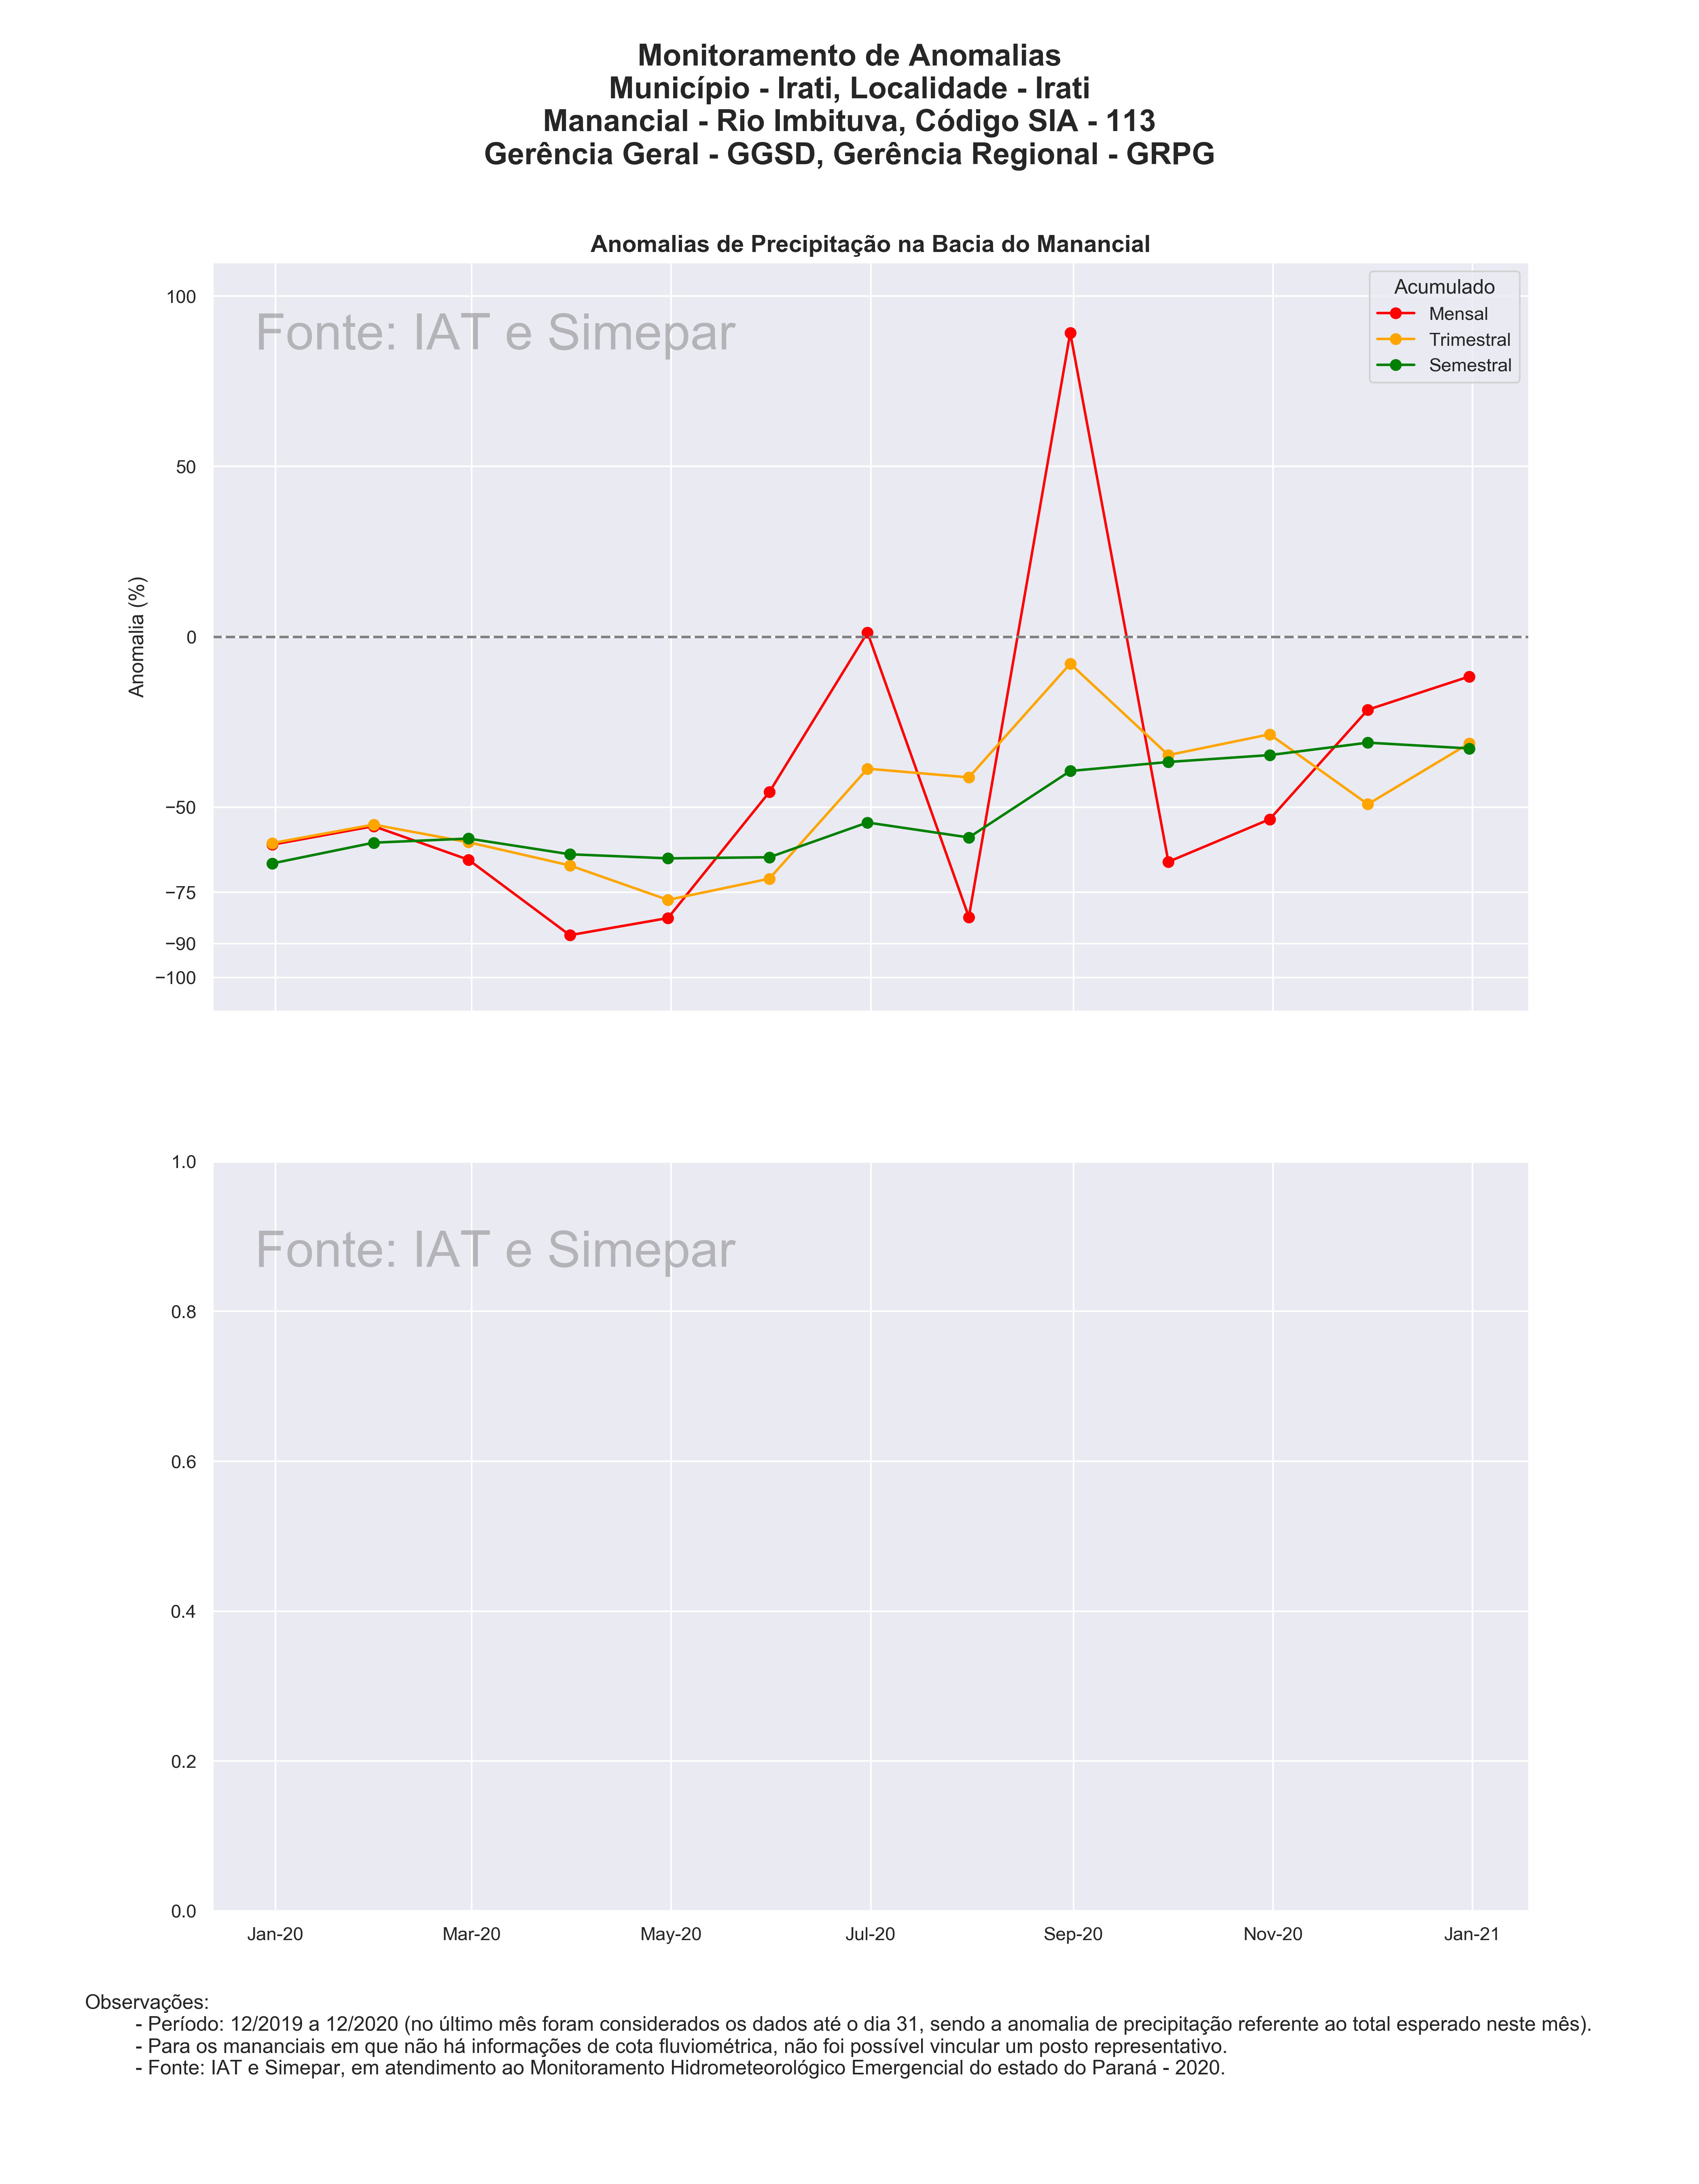 Monitoramento de Anomalias
Município - Irati, Localidade - Irati
Manancial - Rio Imbituva, Código SIA - 113
Gerência Geral - GGSD, Gerência Regional - GRPG
Anomalias de Precipitação na Bacia do Manancial
Fonte: IAT e Simepar
Acumulado
Mensal
Trimestral
Semestral
Anomalia (%)
100
50
0
−50
−75
−90
−100
Fonte: IAT e Simepar
1.0
0.8
0.6
0.4
0.2
0.0
Jan-20 Mar-20 May-20 Jul-20 Sep-20 Nov-20 Jan-21
Observações:
- Período: 12/2019 a 12/2020 (no último mês foram considerados os dados até o dia 31, sendo a anomalia de precipitação referente ao total esperado neste mês).
- Para os mananciais em que não há informações de cota fluviométrica, não foi possível vincular um posto representativo.
- Fonte: IAT e Simepar, em atendimento ao Monitoramento Hidrometeorológico Emergencial do estado do Paraná - 2020.